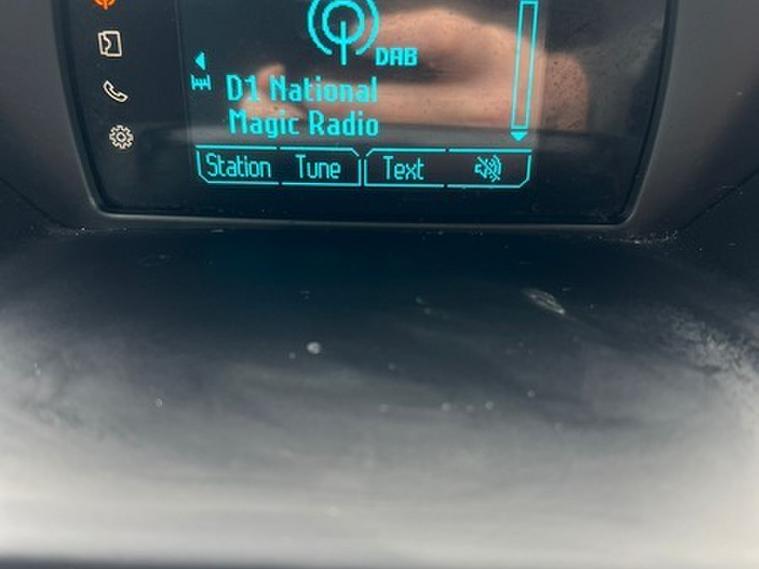 DAB
D1 National
Magic Radio
Station Tune Text